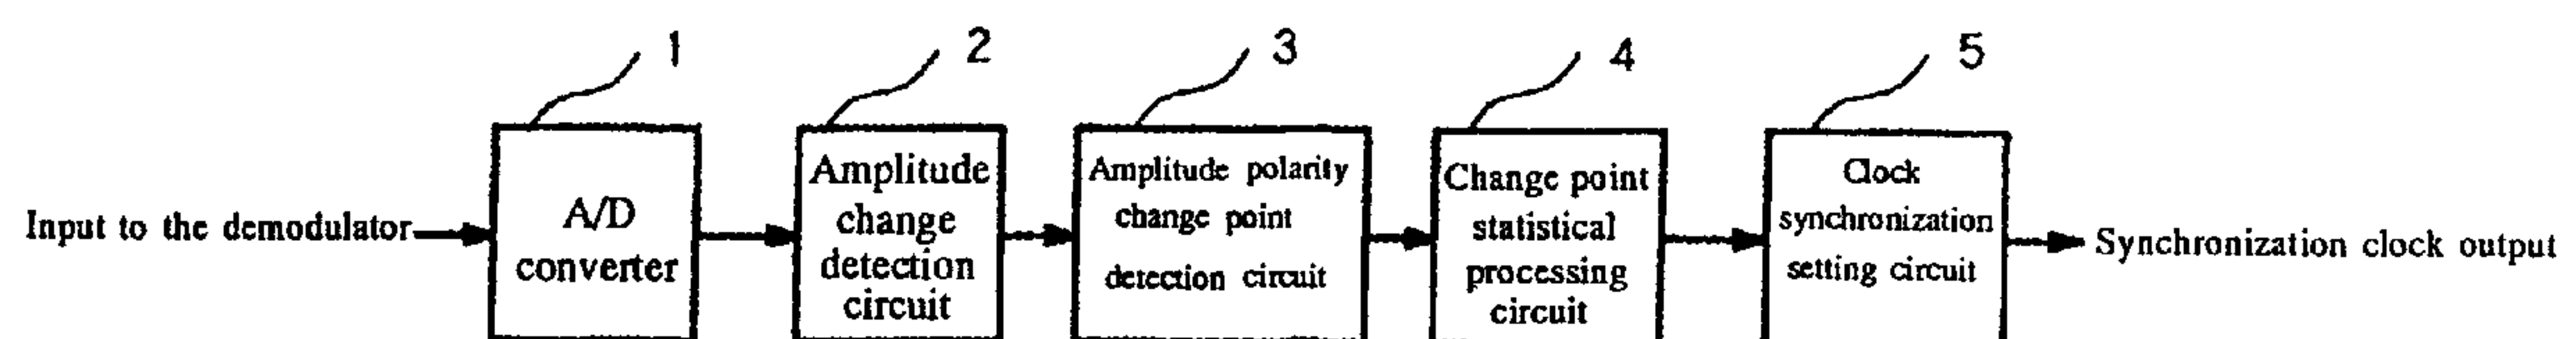 1
2
3
4
5
Input to the demodulator
A/D
converter
Amplitude
change
detection
circuit
Amplitude polarity
change point
detection circuit
Change point
statistical
processing
circuit
Clock
synchronization
setting circuit
Synchronization clock output